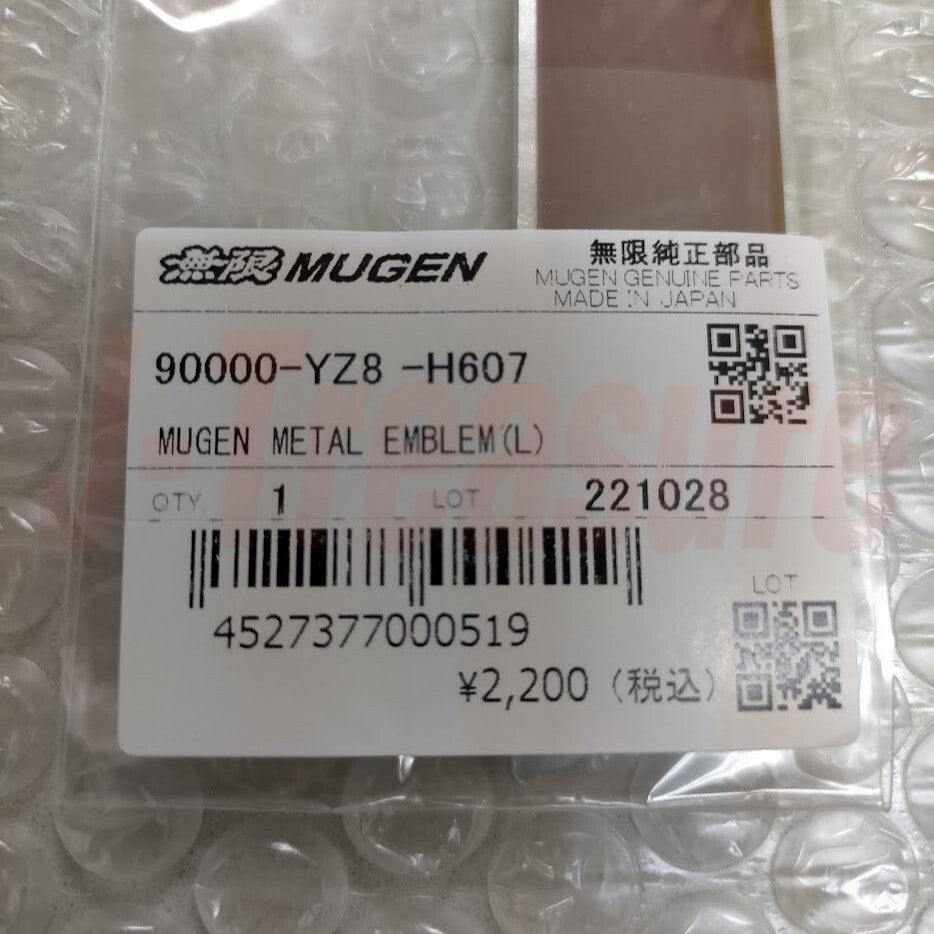 無限 MUGEN
無限純正部品
MUGEN GENUINE PARTS
MADE IN JAPAN
90000-YZ8 -H607
MUGEN METAL EMBLEM(L)
QTY. 1 LOT 221028
4527377000519
LOT
¥2,200 (税込)
Treasure